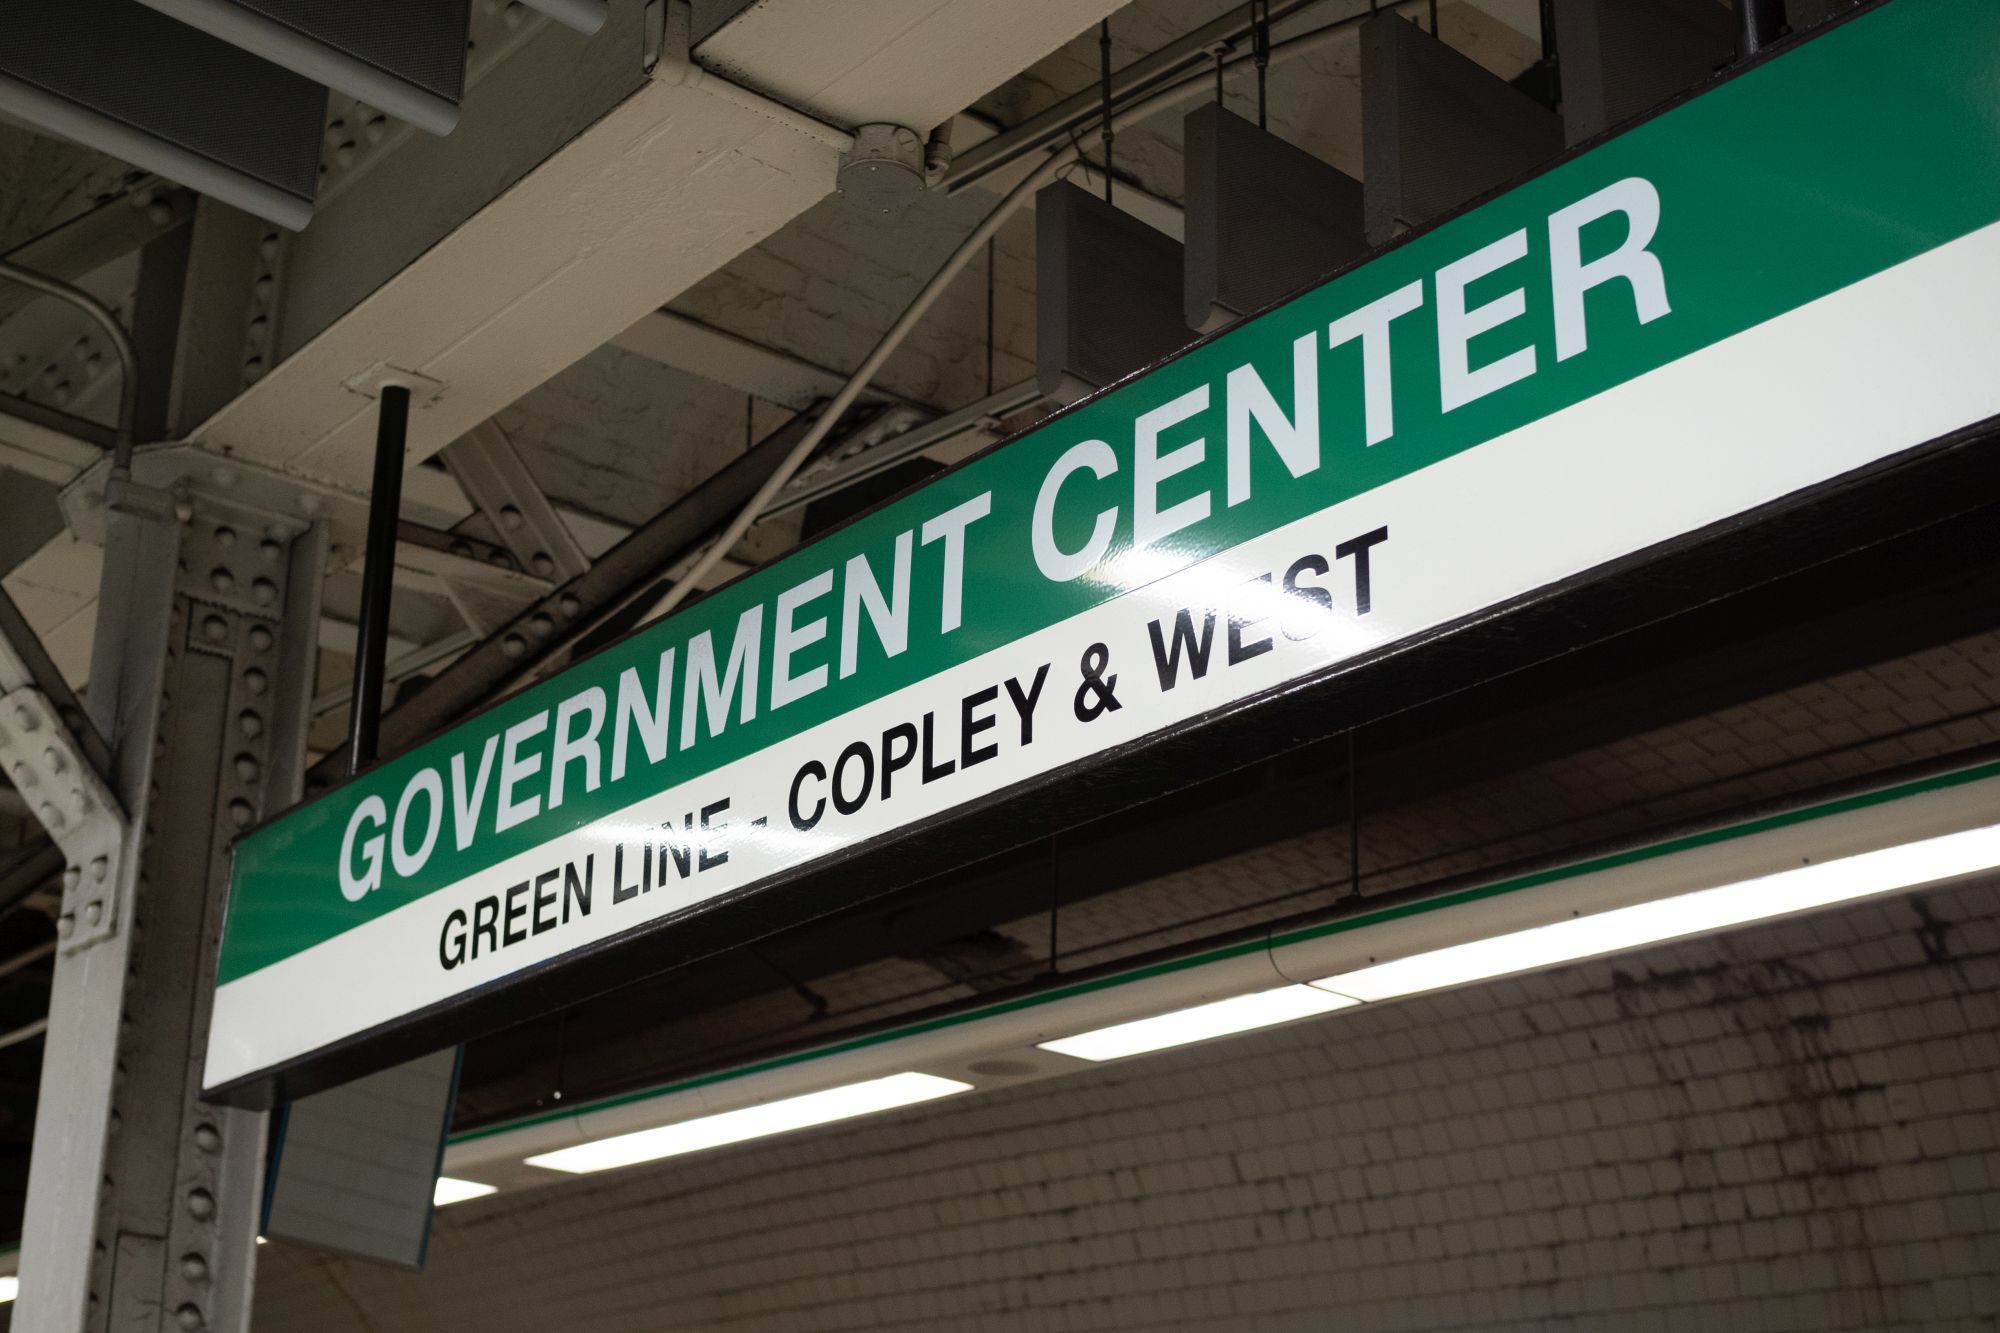 GOVERNMENT CENTER
GREEN LINE - COPLEY & WEST